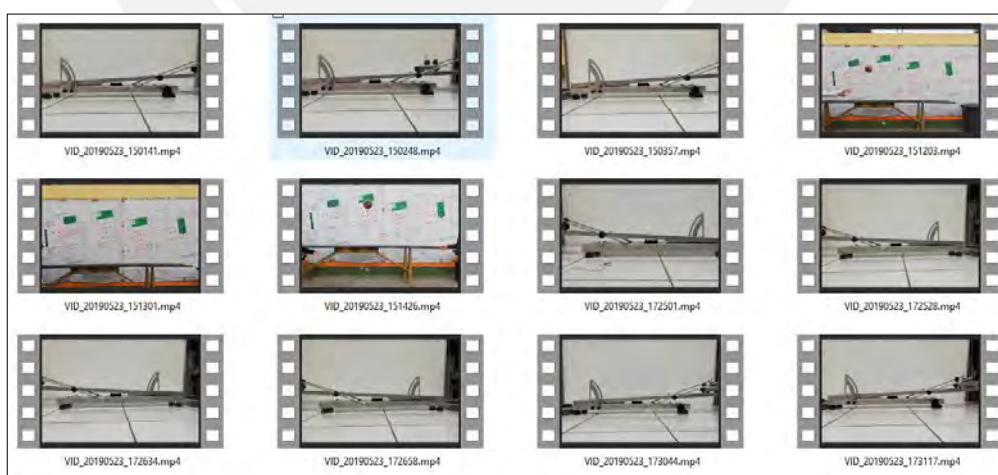 VID_20190523_150141.mp4
VID_20190523_150248.mp4
VID_20190523_150357.mp4
VID_20190523_151203.mp4
VID_20190523_151301.mp4
VID_20190523_151426.mp4
VID_20190523_172501.mp4
VID_20190523_172528.mp4
VID_20190523_172634.mp4
VID_20190523_172658.mp4
VID_20190523_173044.mp4
VID_20190523_173117.mp4